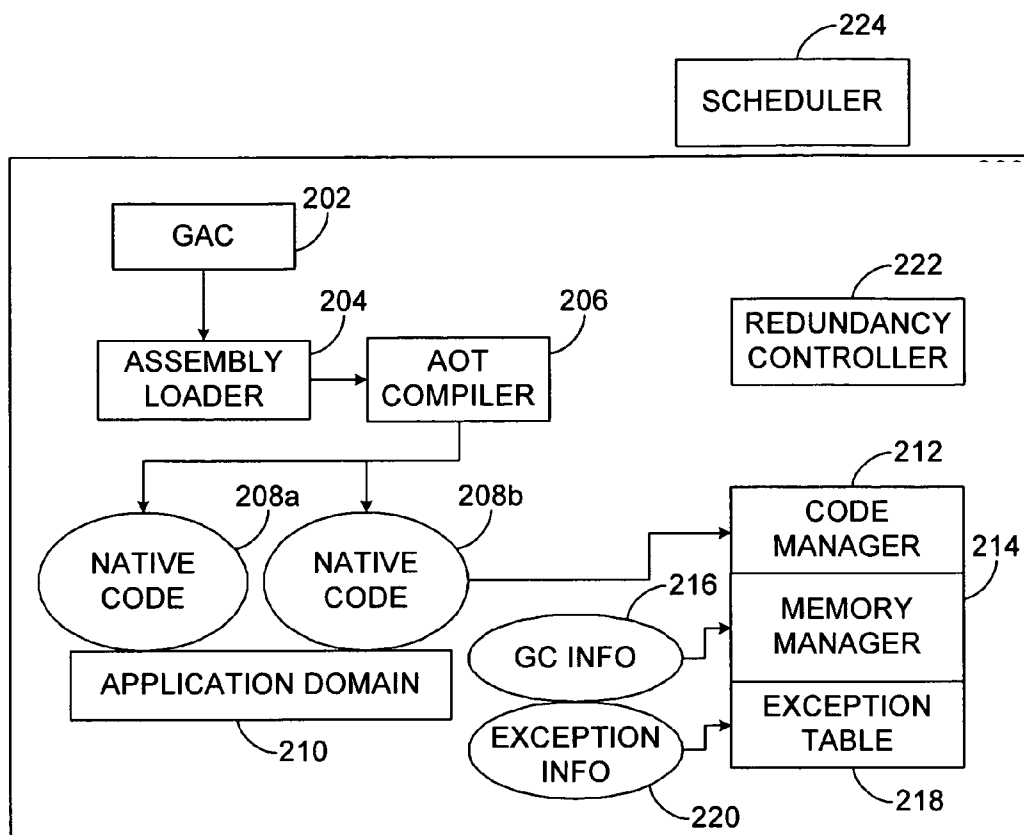 224
SCHEDULER
202
GAC
204
ASSEMBLY
LOADER
206
AOT
COMPILER
222
REDUNDANCY
CONTROLLER
208a
NATIVE
CODE
208b
NATIVE
CODE
212
CODE
MANAGER
214
MEMORY
MANAGER
216
GC INFO
APPLICATION DOMAIN
210
EXCEPTION
INFO
220
EXCEPTION
TABLE
218